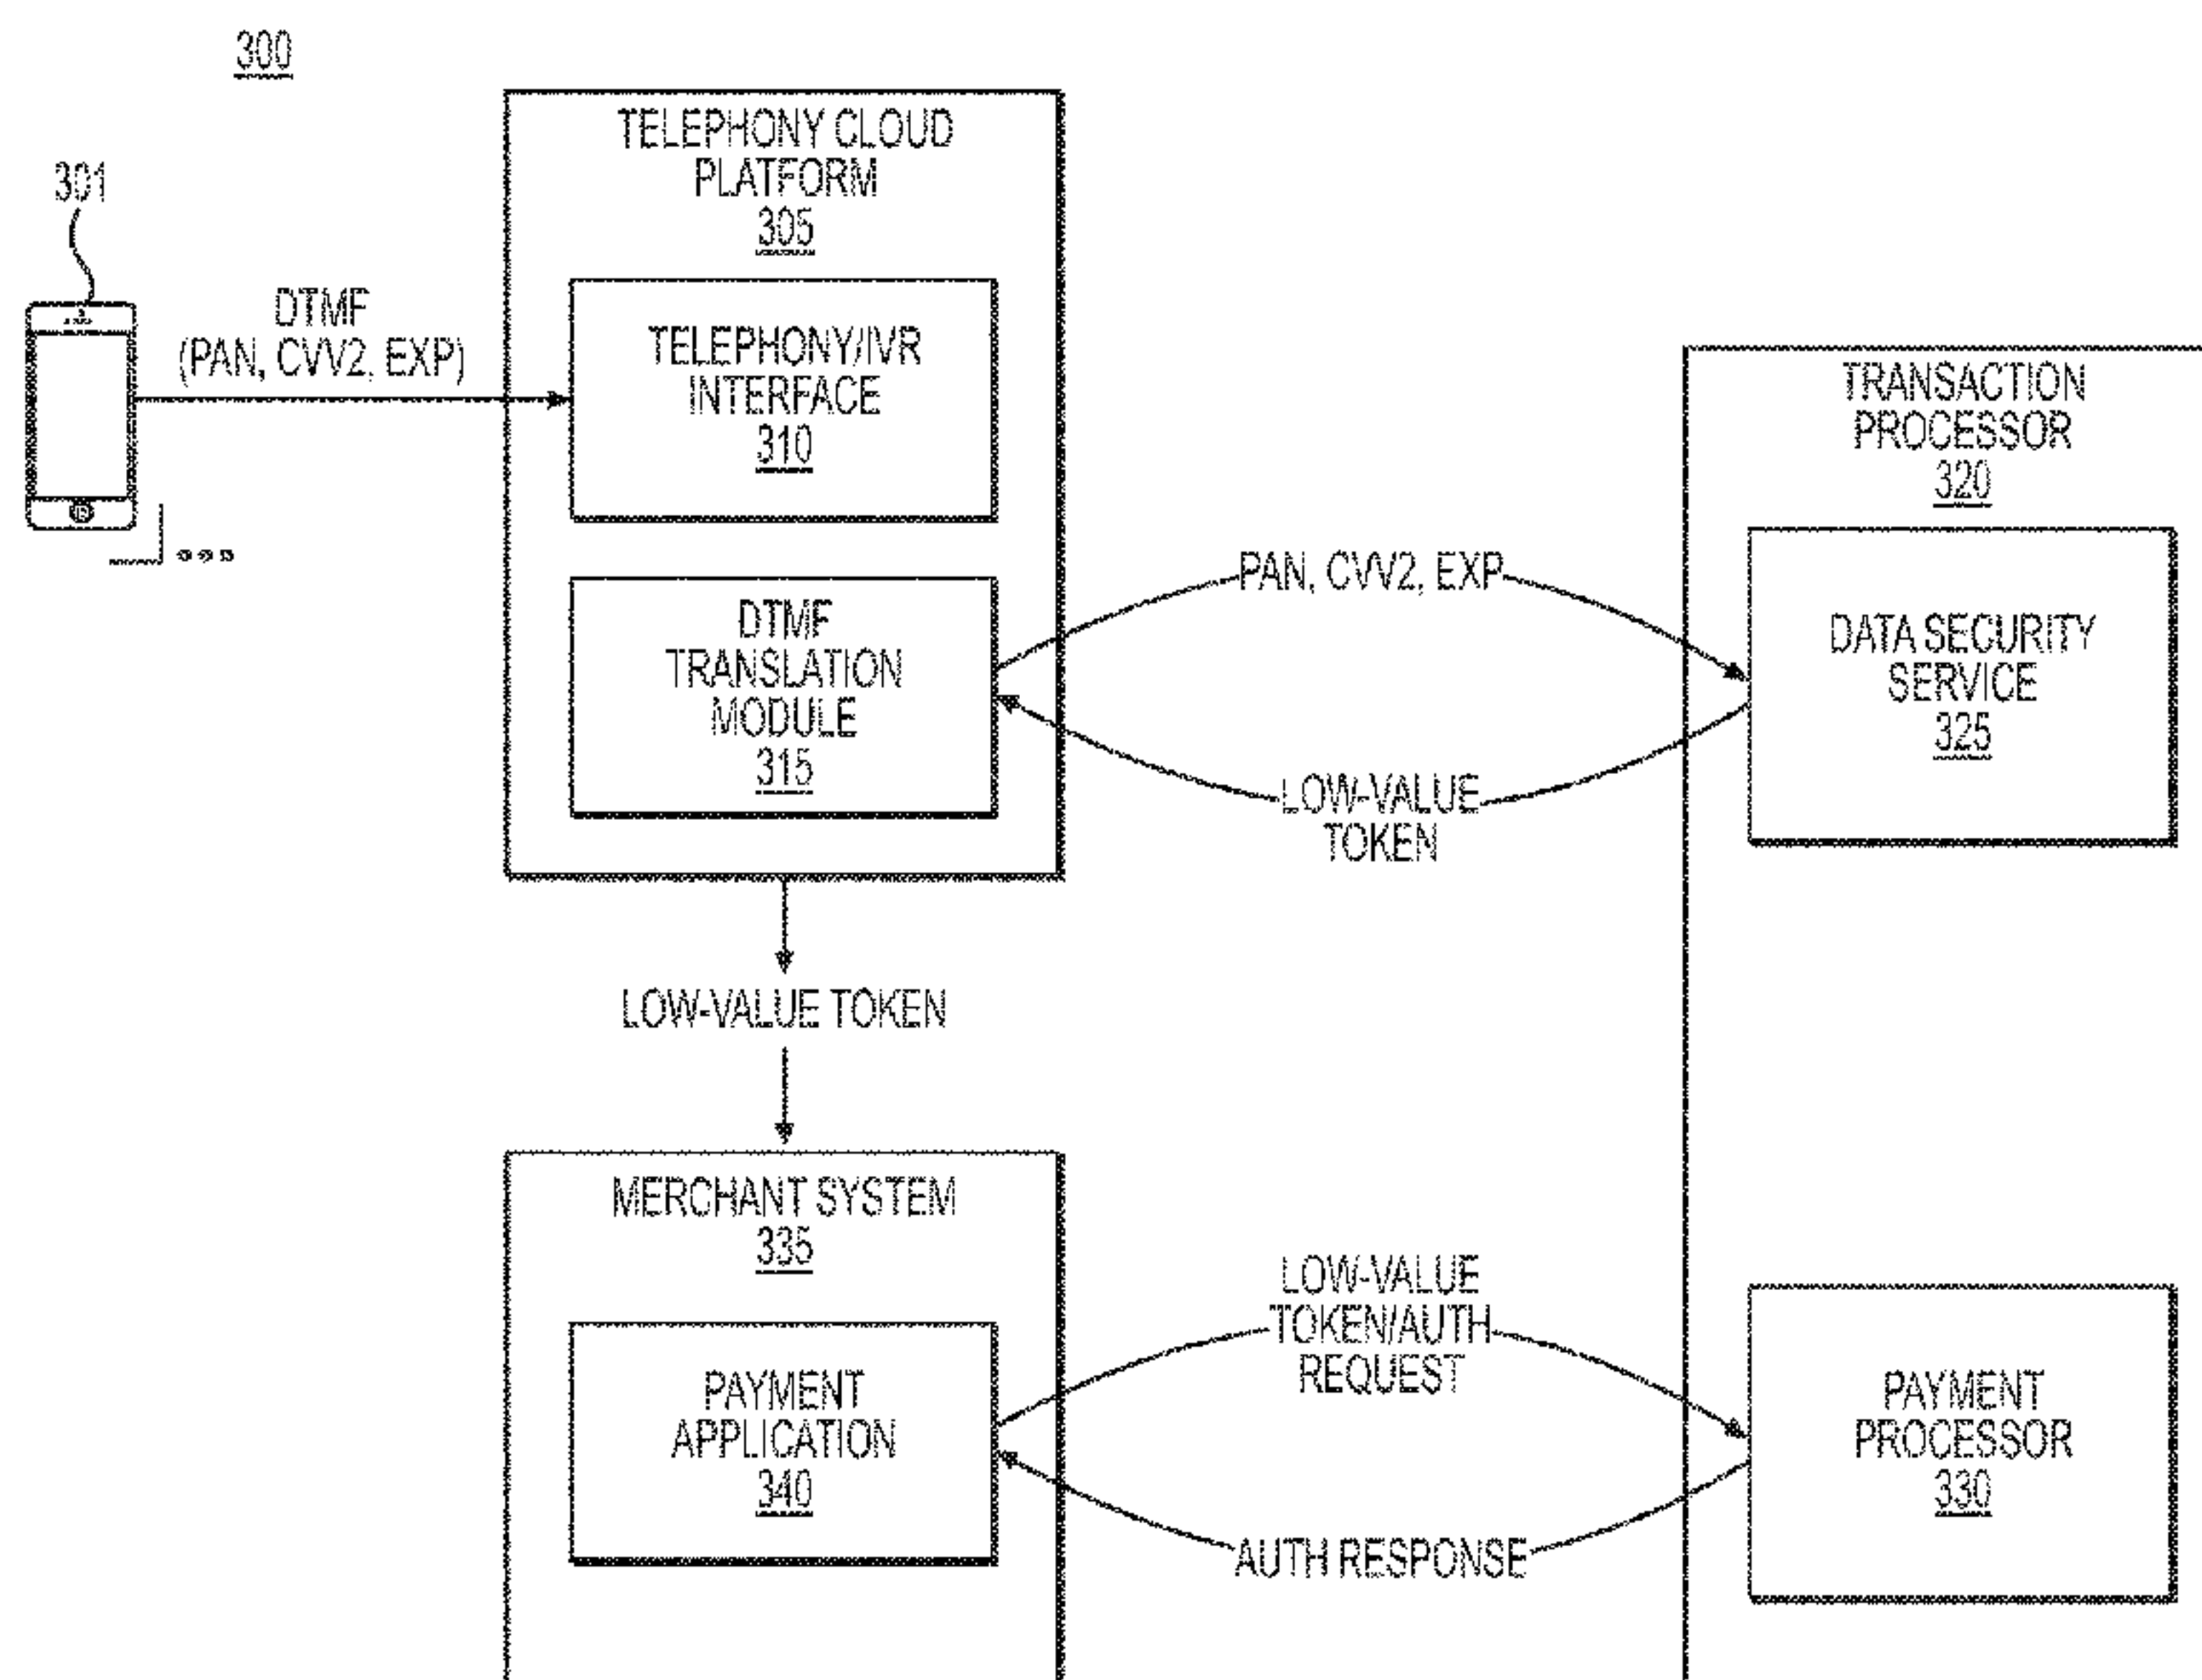 300
301
DTMF
(PAN, CVV2, EXP)
TELEPHONY CLOUD
PLATFORM
305
TELEPHONY/IVR
INTERFACE
310
DTMF
TRANSLATION
MODULE
315
PAN, CVV2, EXP
LOW-VALUE
TOKEN
TRANSACTION
PROCESSOR
320
DATA SECURITY
SERVICE
325
LOW-VALUE TOKEN
MERCHANT SYSTEM
335
PAYMENT
APPLICATION
340
LOW-VALUE
TOKEN/AUTH
REQUEST
AUTH RESPONSE
PAYMENT
PROCESSOR
330